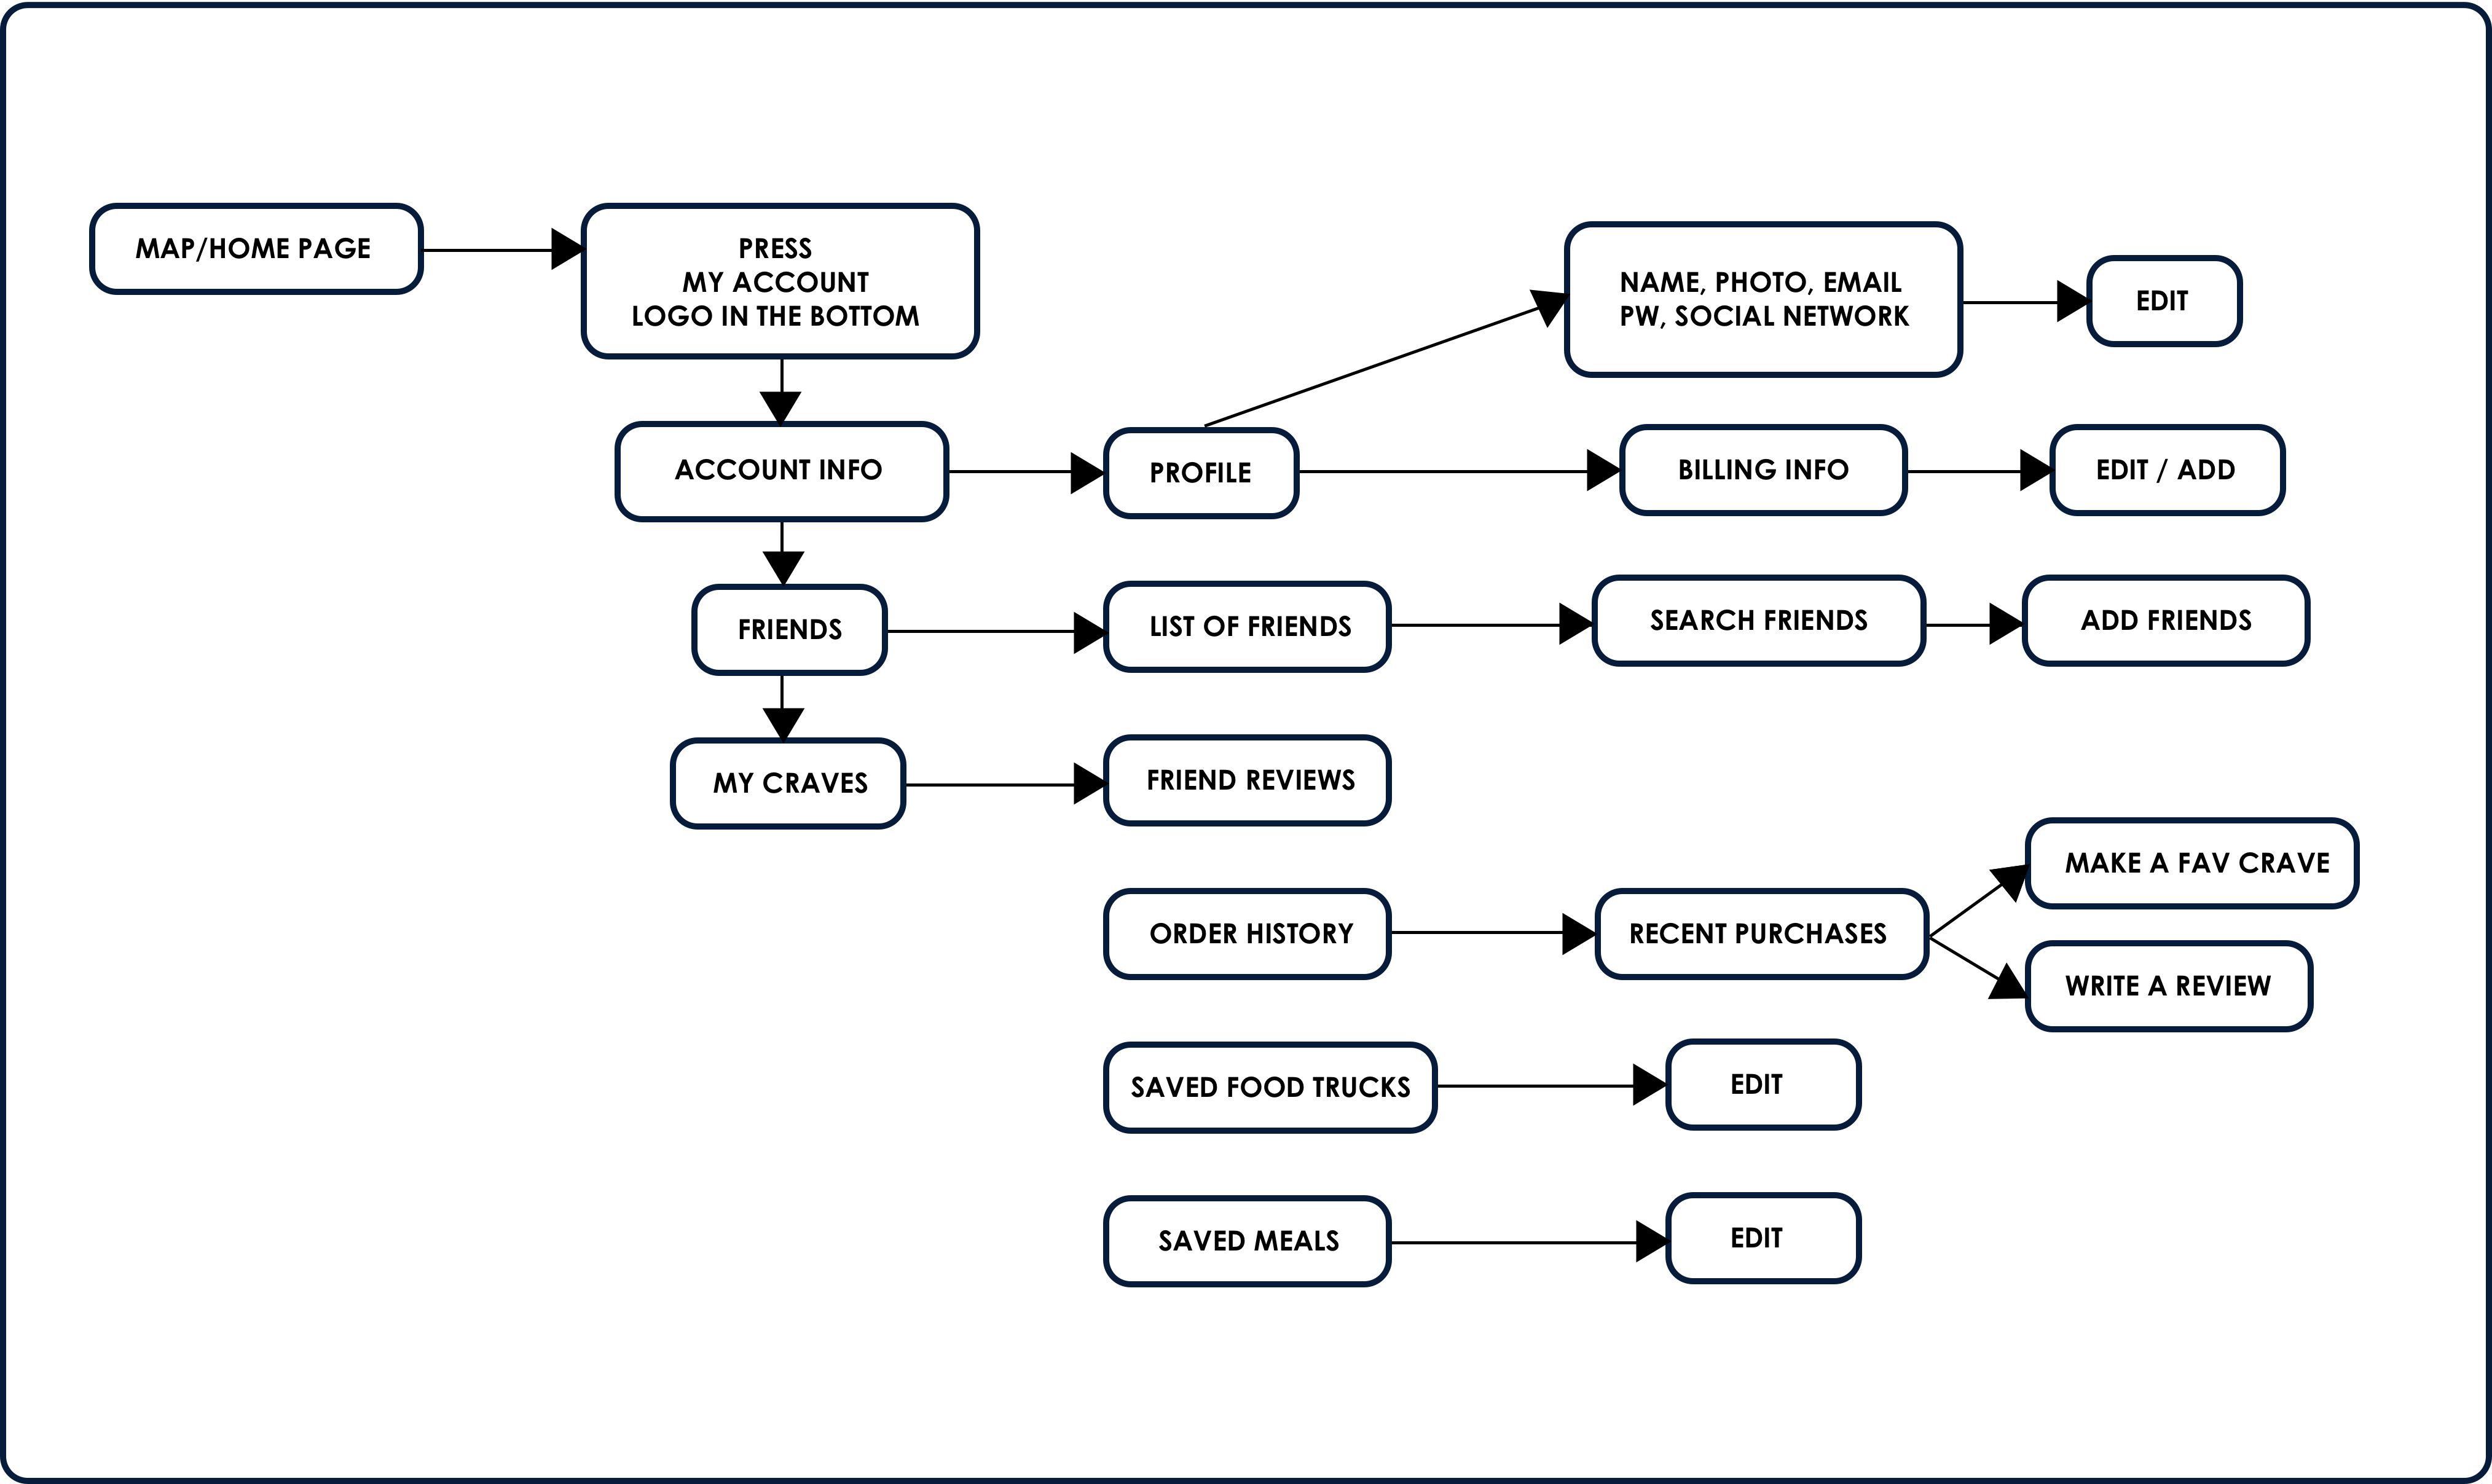 MAP/HOME PAGE
PRESS
MY ACCOUNT
LOGO IN THE BOTTOM
NAME, PHOTO, EMAIL
PW, SOCIAL NETWORK
EDIT
ACCOUNT INFO
PROFILE
BILLING INFO
EDIT / ADD
FRIENDS
LIST OF FRIENDS
SEARCH FRIENDS
ADD FRIENDS
MY CRAVES
FRIEND REVIEWS
ORDER HISTORY
RECENT PURCHASES
MAKE A FAV CRAVE
WRITE A REVIEW
SAVED FOOD TRUCKS
EDIT
SAVED MEALS
EDIT